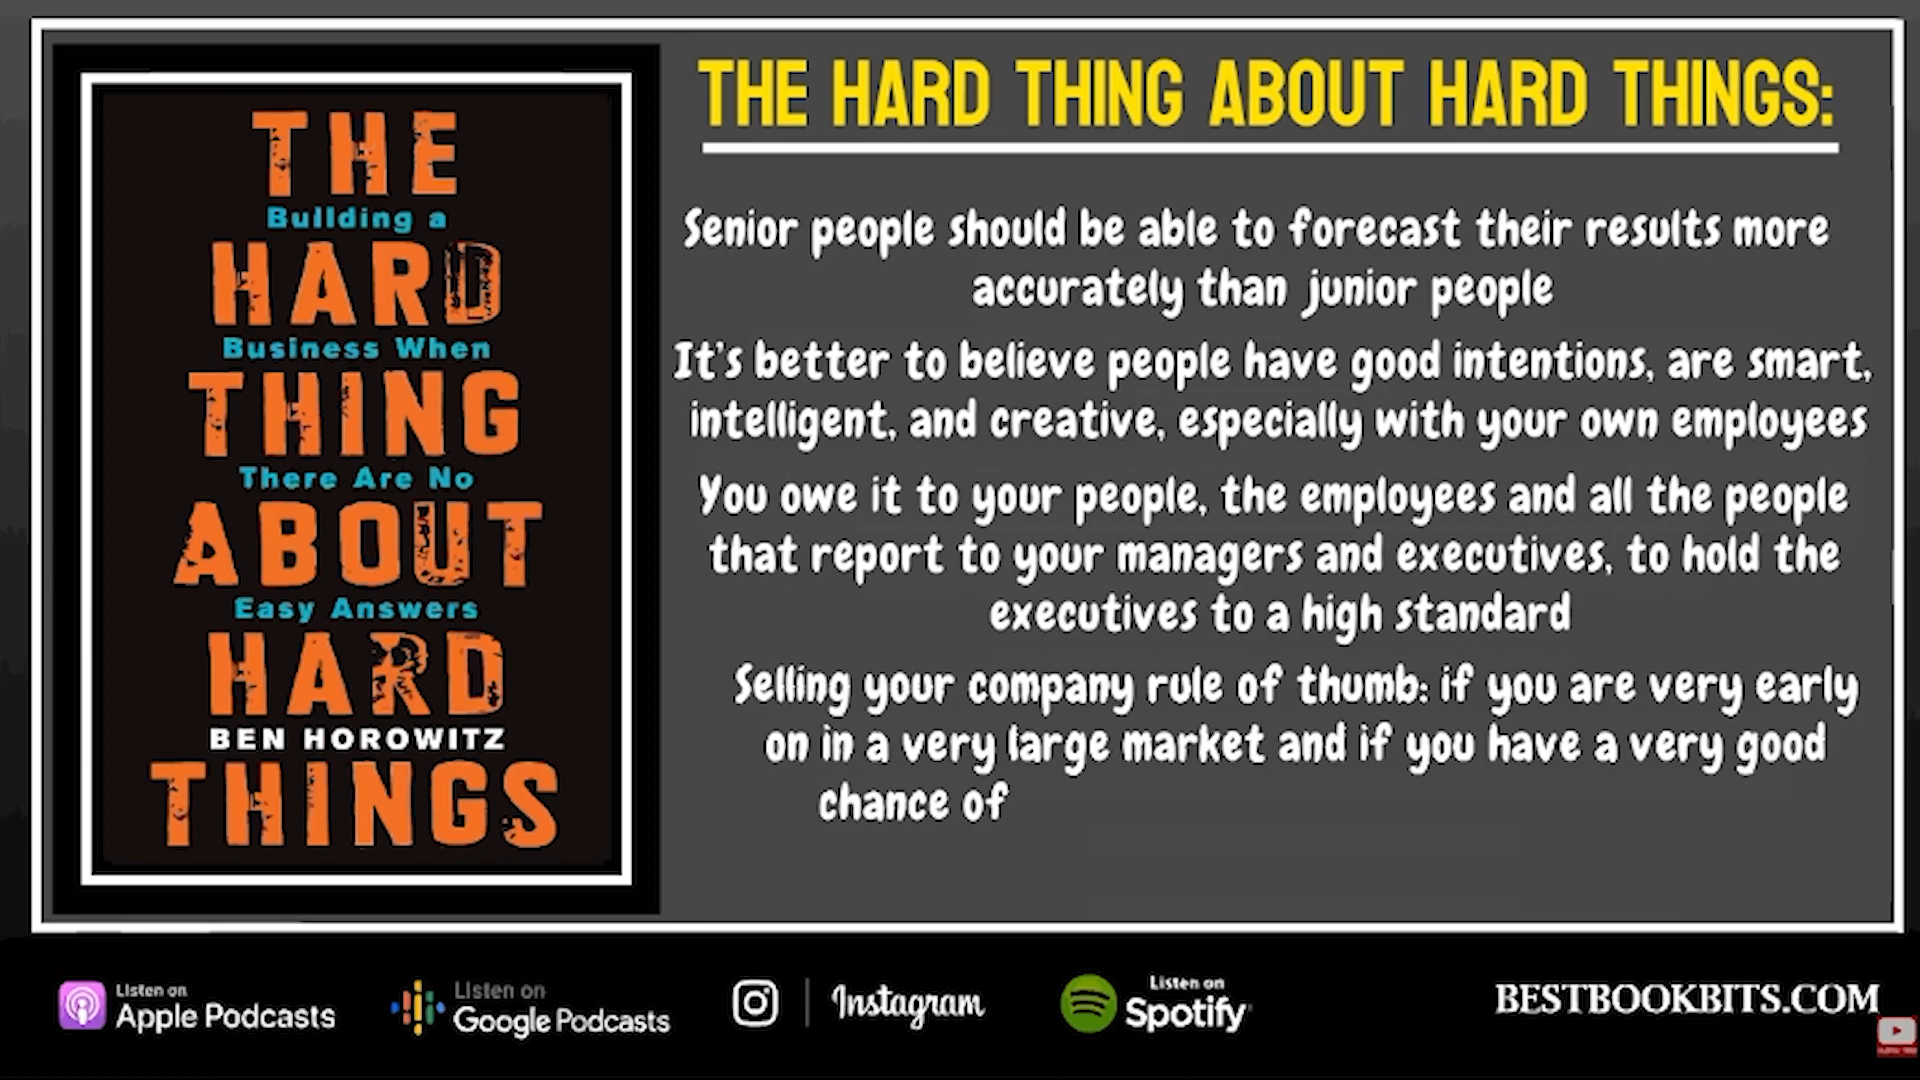 THE
Building a
HARD
Business When
THING
There Are No
ABOUT
Easy Answers
HARD
BEN HOROWITZ
THINGS
THE HARD THING ABOUT HARD THINGS:
Senior people should be able to forecast their results more
accurately than junior people
It's better to believe people have good intentions, are smart,
intelligent, and creative, especially with your own employees
You owe it to your people, the employees and all the people
that report to your managers and executives, to hold the
executives to a high standard
Selling your company rule of thumb: if you are very early
on in a very large market and if you have a very good
chance of
Listen on
Apple Podcasts
Listen on
Google Podcasts
Instagram
Listen on
Spotify
BESTBOOKBITS.COM